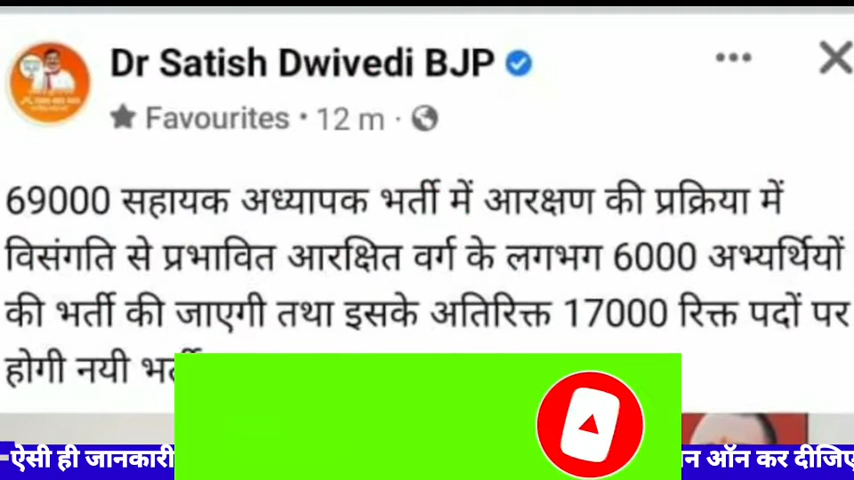 Dr Satish Dwivedi BJP
Favourites · 12 m ·
69000 सहायक अध्यापक भर्ती में आरक्षण की प्रक्रिया में
विसंगति से प्रभावित आरक्षित वर्ग के लगभग 6000 अभ्यर्थियों
की भर्ती की जाएगी तथा इसके अतिरिक्त 17000 रिक्त पदों पर
होगी नयी
ऐसी ही जानकारी ऑन कर दीजिए